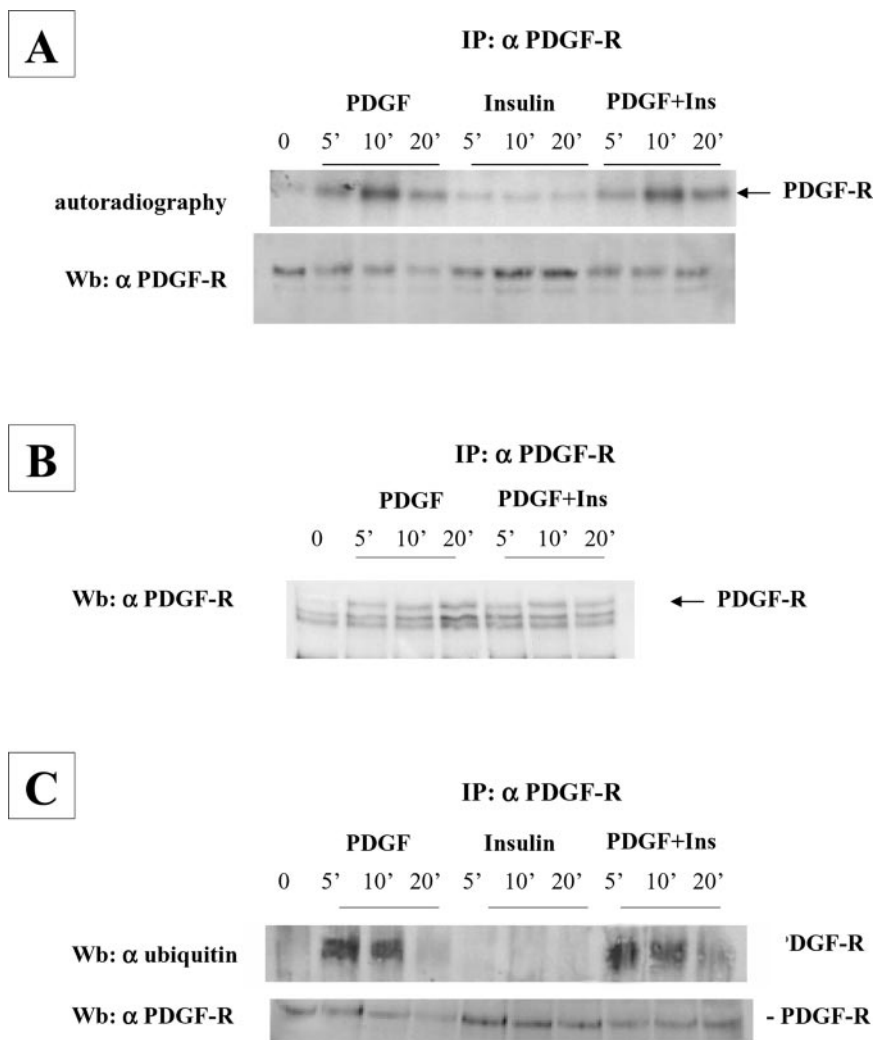 A
IP: α PDGF-R
PDGF Insulin PDGF+Ins
0 5’ 10’ 20’ 5’ 10’ 20’ 5’ 10’ 20’
autoradiography
PDGF-R
Wb: α PDGF-R
B
IP: α PDGF-R
PDGF PDGF+Ins
0 5’ 10’ 20’ 5’ 10’ 20’
Wb: α PDGF-R PDGF-R
C
IP: α PDGF-R
PDGF Insulin PDGF+Ins
0 5’ 10’ 20’ 5’ 10’ 20’ 5’ 10’ 20’
Wb: α ubiquitin ’DGF-R
Wb: α PDGF-R - PDGF-R